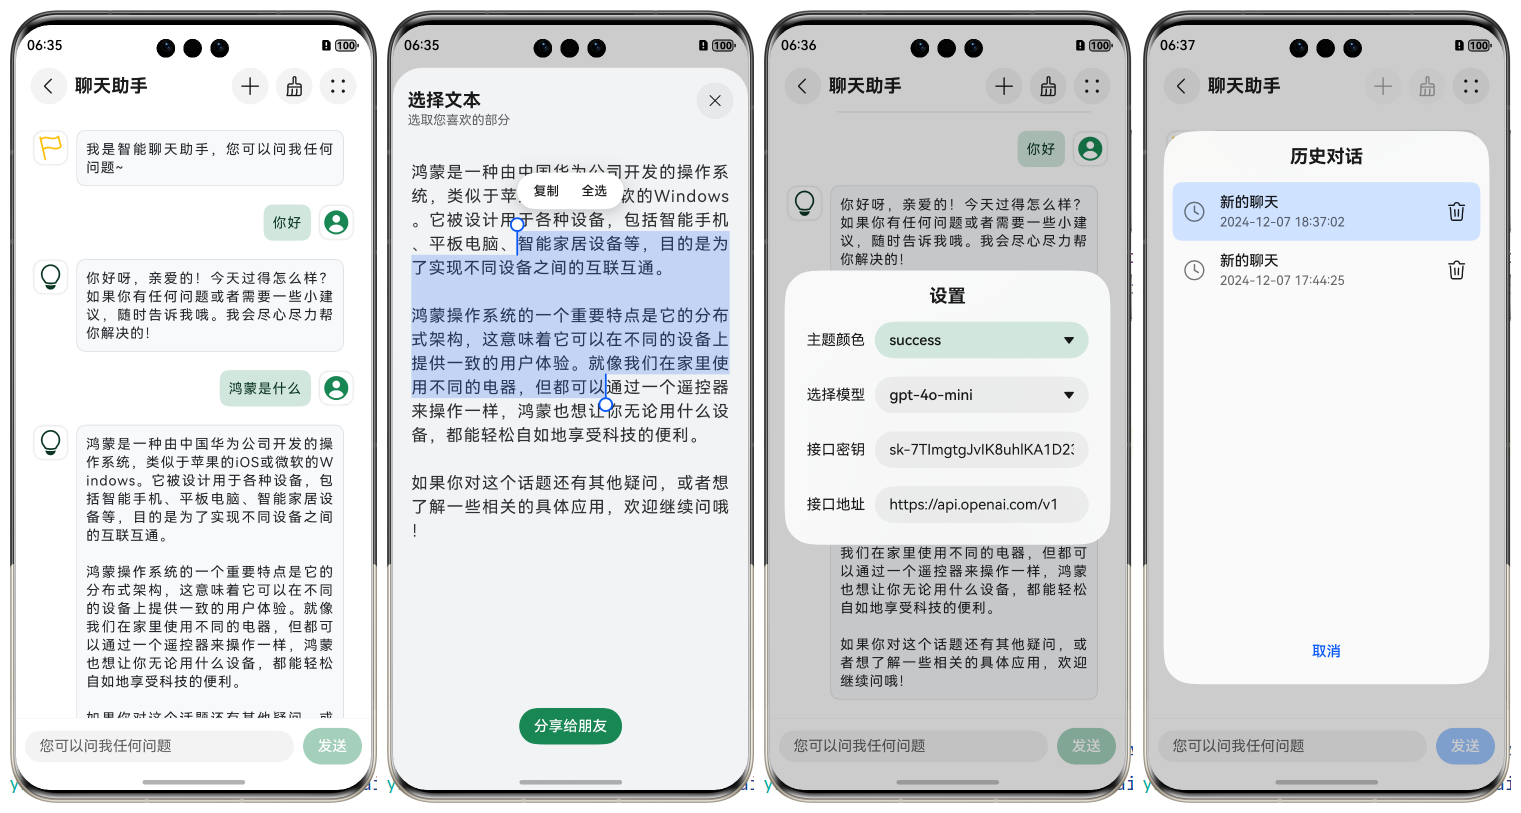 06:35
100
聊天助手
我是智能聊天助手，您可以问我任何
问题~
你好
你好呀，亲爱的！今天过得怎么样？
如果你有任何问题或者需要一些小建
议，随时告诉我哦。我会尽心尽力帮
你解决的！
鸿蒙是什么
鸿蒙是一种由中国华为公司开发的操
作系统，类似于苹果的iOS或微软的W
indows。它被设计用于各种设备，包
括智能手机、平板电脑、智能家居设
备等，目的是为了实现不同设备之间
的互联互通。
鸿蒙操作系统的一个重要特点是它的
分布式架构，这意味着它可以在不同
的设备上提供一致的用户体验。就像
我们在家里使用不同的电器，但都可
以通过一个遥控器来操作一样，鸿蒙
也想让你无论用什么设备，都能轻松
自如地享受科技的便利。
如果你对这个话题还有其他疑问，或
您可以问我任何问题
发送
06:35
100
选择文本
选取您喜欢的部分
鸿蒙是一种由中国华为公司开发的操作系
统，类似于苹
软的Windows
复制 全选
。它被设计用于各种设备，包括智能手机
、平板电脑、智能家居设备等，目的是为
了实现不同设备之间的互联互通。
鸿蒙操作系统的一个重要特点是它的分布
式架构，这意味着它可以在不同的设备上
提供一致的用户体验。就像我们在家里使
用不同的电器，但都可以通过一个遥控器
来操作一样，鸿蒙也想让你无论用什么设
备，都能轻松自如地享受科技的便利。
如果你对这个话题还有其他疑问，或者想
了解一些相关的具体应用，欢迎继续问哦
！
分享给朋友
06:36
100
聊天助手
你好
你好呀，亲爱的！今天过得怎么样？
如果你有任何问题或者需要一些小建
议，随时告诉我哦。我会尽心尽力帮
你解决的！
设置
主题颜色 success
选择模型 gpt-4o-mini
接口密钥 sk-7TImgtgJvlK8uhlKA1D23
接口地址 https://api.openai.com/v1
我们在家里使用不同的电器，但都可
以通过一个遥控器来操作一样，鸿蒙
也想让你无论用什么设备，都能轻松
自如地享受科技的便利。
如果你对这个话题还有其他疑问，或
者想了解一些相关的具体应用，欢迎
继续问哦！
您可以问我任何问题
发送
06:37
100
聊天助手
历史对话
新的聊天
2024-12-07 18:37:02
新的聊天
2024-12-07 17:44:25
取消
您可以问我任何问题
发送